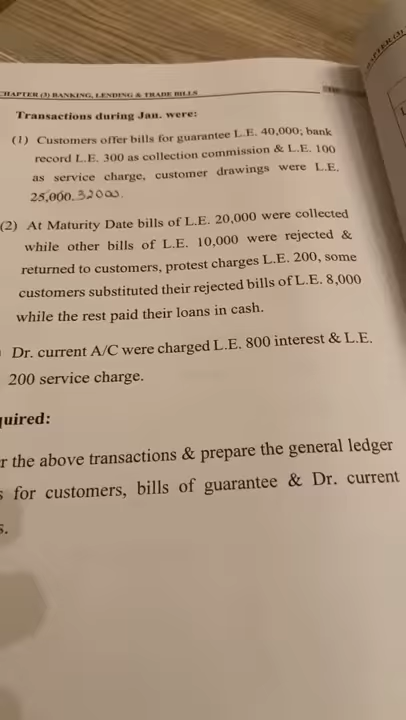 CHAPTER (3) BANKING, LENDING & TRADE BILLS
Transactions during Jan. were:
(1) Customers offer bills for guarantee L.E. 40,000; bank
record L.E. 300 as collection commission & L.E. 100
as service charge, customer drawings were L.E.
25,000. 32000.
(2) At Maturity Date bills of L.E. 20,000 were collected
while other bills of L.E. 10,000 were rejected &
returned to customers, protest charges L.E. 200, some
customers substituted their rejected bills of L.E. 8,000
while the rest paid their loans in cash.
Dr. current A/C were charged L.E. 800 interest & L.E.
200 service charge.
quired:
r the above transactions & prepare the general ledger
s for customers, bills of guarantee & Dr. current
s.